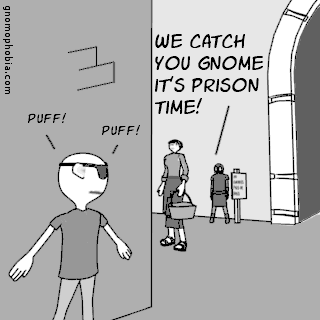 gnomophobia.com
WE CATCH
YOU GNOME
IT'S PRISON
TIME!
PUFF!
PUFF!